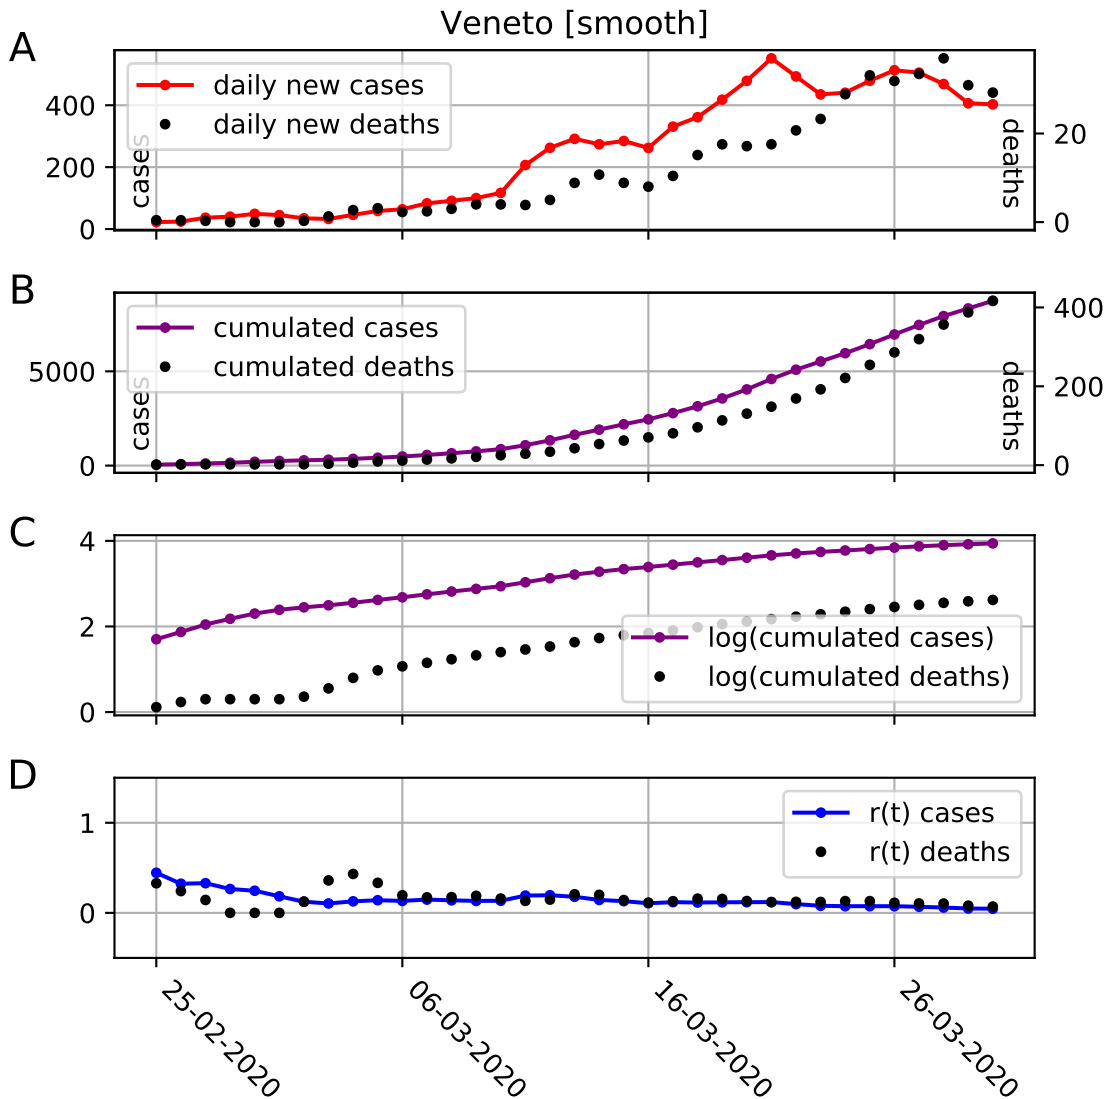 Veneto [smooth]
A
daily new cases
daily new deaths
400
200
0
cases
20
0
deaths
B
cumulated cases
cumulated deaths
5000
0
cases
400
200
0
deaths
C
4
2
0
log(cumulated cases)
log(cumulated deaths)
D
1
0
r(t) cases
r(t) deaths
25-02-2020
06-03-2020
16-03-2020
26-03-2020